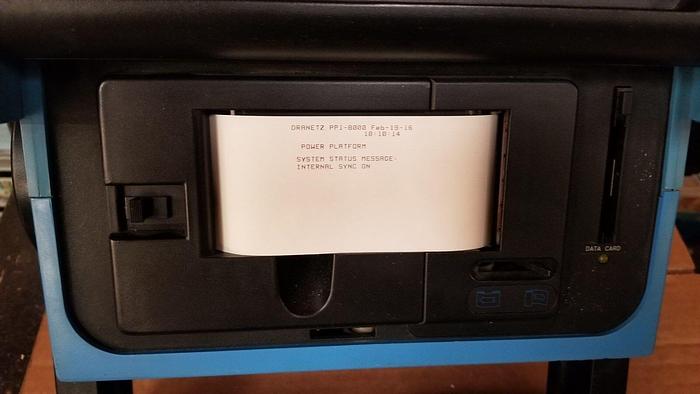 DRANETZ PP1-8000 Feb-19-16
10:10:14
POWER PLATFORM
SYSTEM STATUS MESSAGE-
INTERNAL SYNC ON
DATA CARD